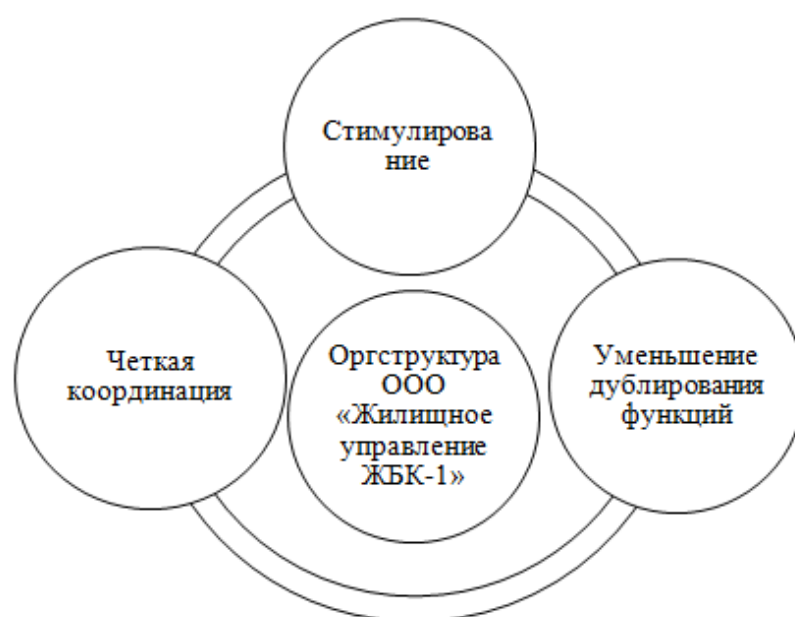 Стимулирова
ние
Четкая
координация
Оргструктура
ООО
«Жилищное
управление
ЖБК-1»
Уменьшение
дублирования
функций